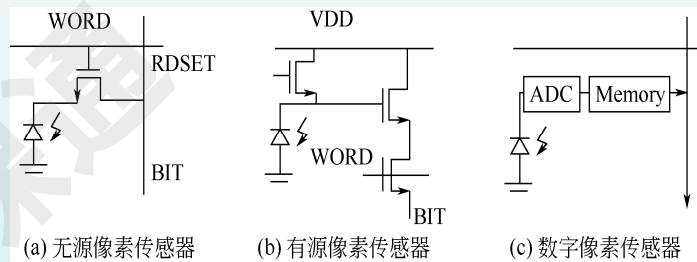 WORD
RDSET
BIT
(a) 无源像素传感器
VDD
WORD
BIT
(b) 有源像素传感器
ADC
Memory
(c) 数字像素传感器